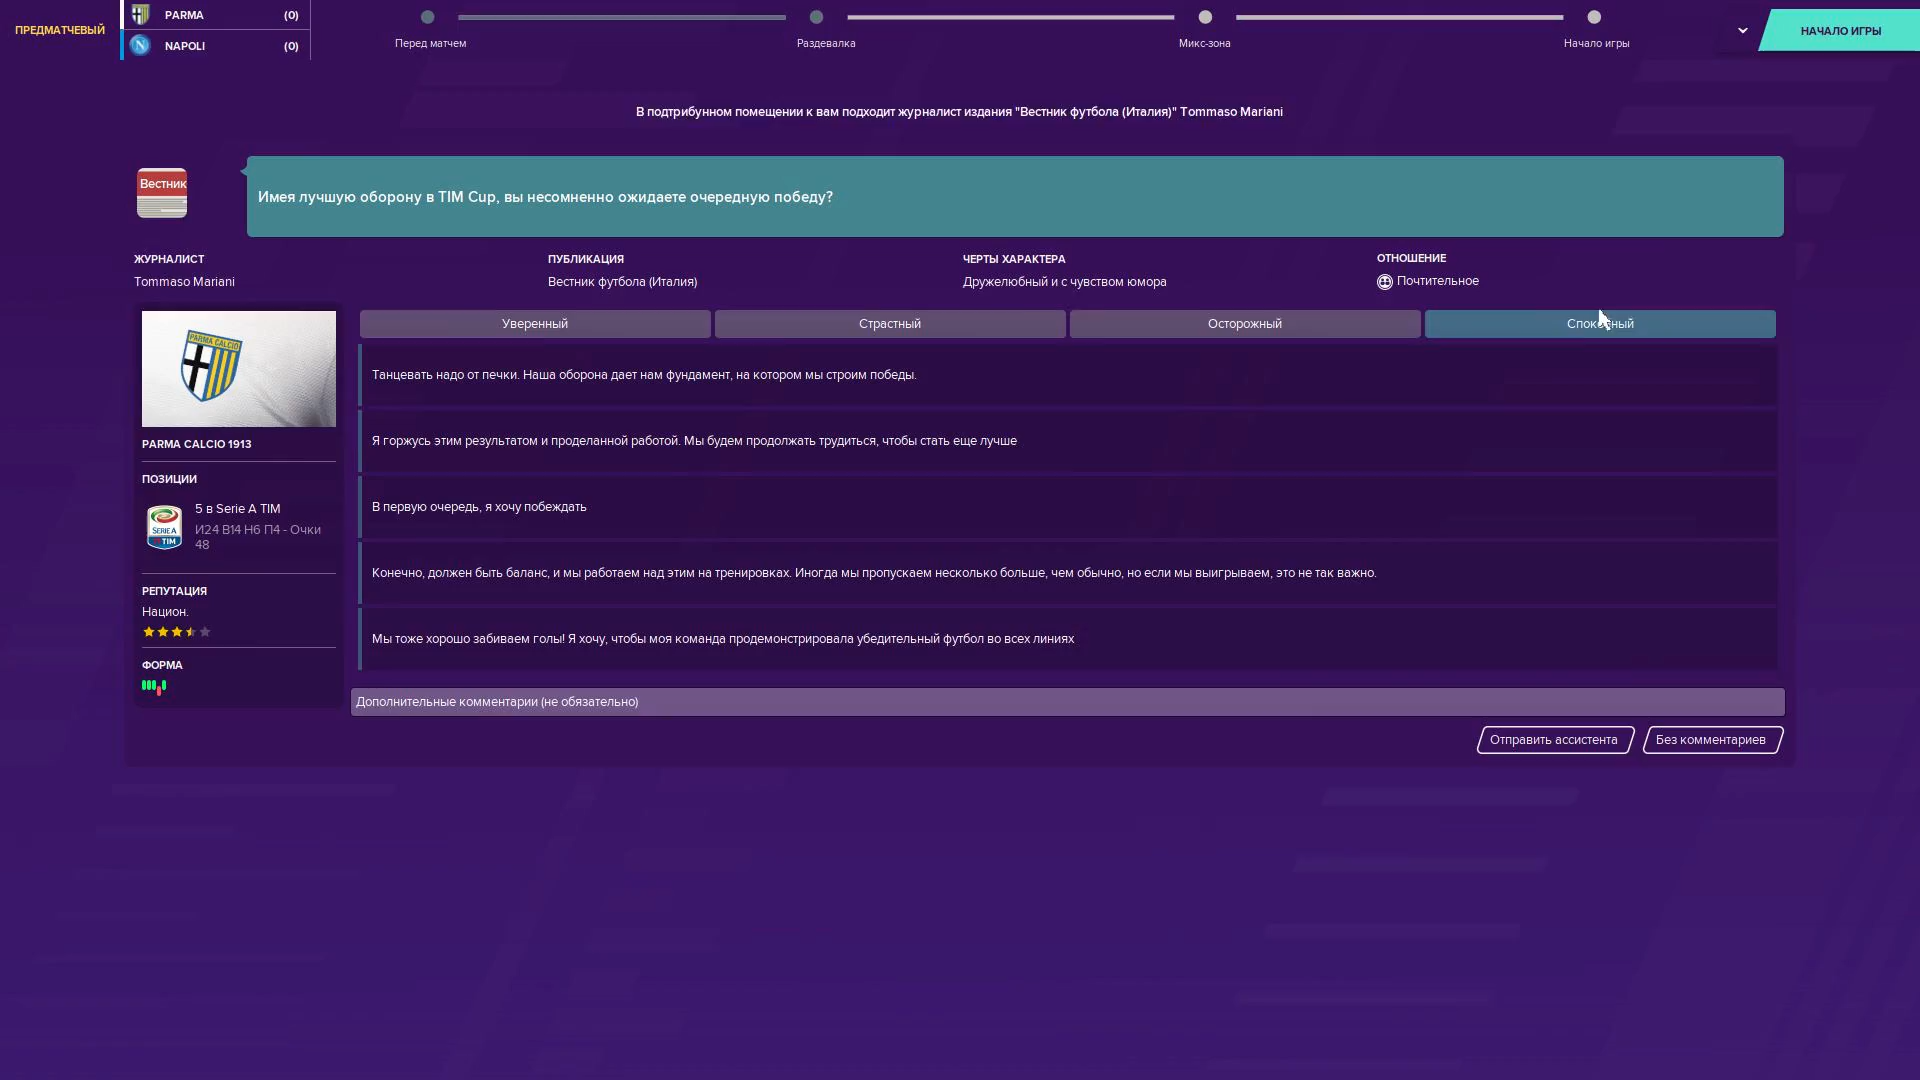 ПРЕДМАТЧЕВЫЙ
PARMA (0)
NAPOLI (0)
Перед матчем
Раздевалка
Микс-зона
Начало игры
НАЧАЛО ИГРЫ
В подтрибунном помещении к вам подходит журналист издания "Вестник футбола (Италия)" Tommaso Mariani
Вестник
Имея лучшую оборону в TIM Cup, вы несомненно ожидаете очередную победу?
ЖУРНАЛИСТ
Tommaso Mariani
ПУБЛИКАЦИЯ
Вестник футбола (Италия)
ЧЕРТЫ ХАРАКТЕРА
Дружелюбный и с чувством юмора
ОТНОШЕНИЕ
Почтительное
PARMA CALCIO
PARMA CALCIO 1913
ПОЗИЦИИ
SERIE A
TIM
5 в Serie A TIM
И24 В14 Н6 П4 - Очки
48
РЕПУТАЦИЯ
Национ.
ФОРМА
Уверенный
Страстный
Осторожный
Спокойный
Танцевать надо от печки. Наша оборона дает нам фундамент, на котором мы строим победы.
Я горжусь этим результатом и проделанной работой. Мы будем продолжать трудиться, чтобы стать еще лучше
В первую очередь, я хочу побеждать
Конечно, должен быть баланс, и мы работаем над этим на тренировках. Иногда мы пропускаем несколько больше, чем обычно, но если мы выигрываем, это не так важно.
Мы тоже хорошо забиваем голы! Я хочу, чтобы моя команда продемонстрировала убедительный футбол во всех линиях
Дополнительные комментарии (не обязательно)
Отправить ассистента
Без комментариев